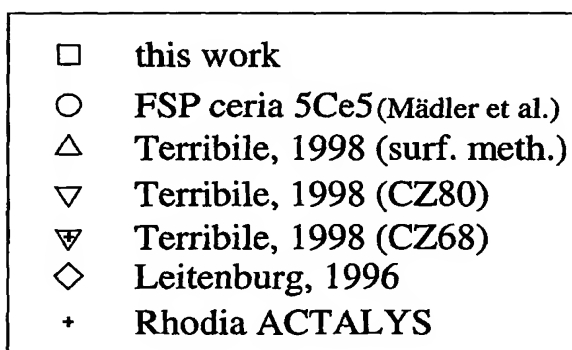 this work
FSP ceria 5Ce5 (Mädler et al.)
Terribile, 1998 (surf. meth.)
Terribile, 1998 (CZ80)
Terribile, 1998 (CZ68)
Leitenburg, 1996
Rhodia ACTALYS